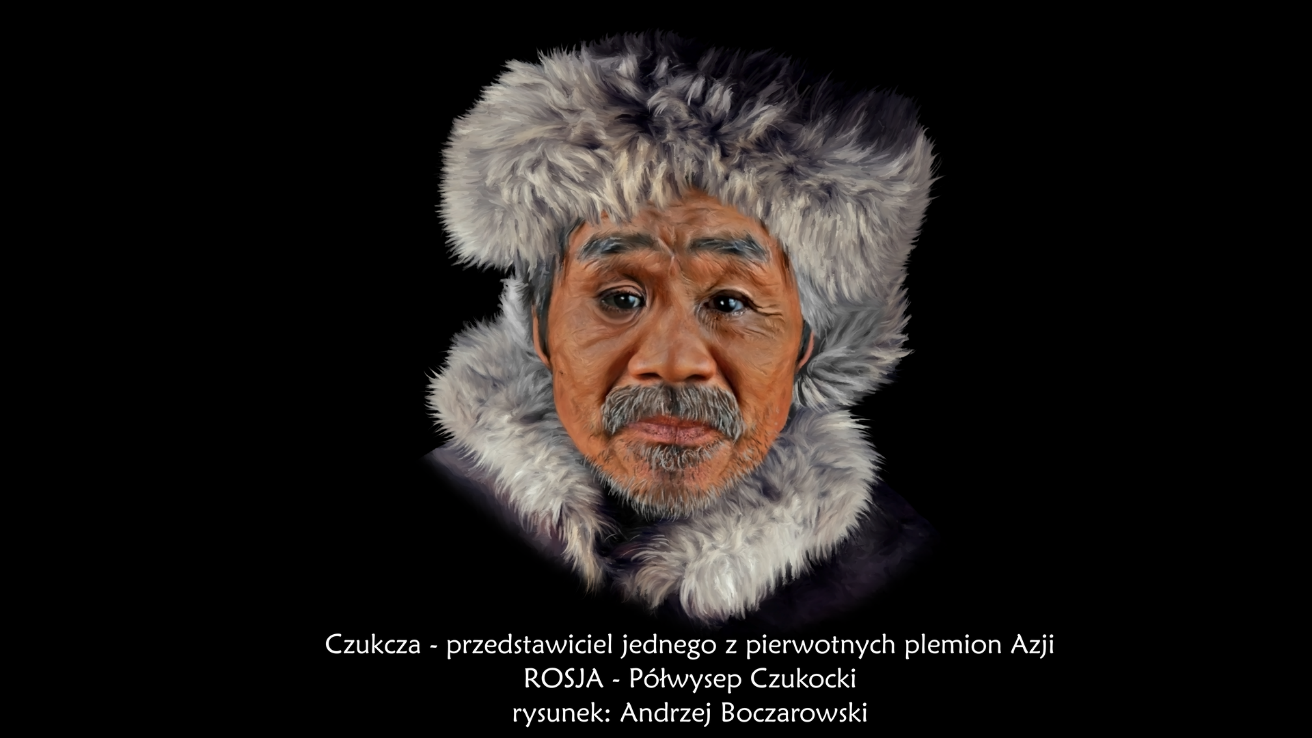 Czukcza - przedstawiciel jednego z pierwotnych plemion Azji
ROSJA - Półwysep Czukocki
rysunek: Andrzej Boczarowski